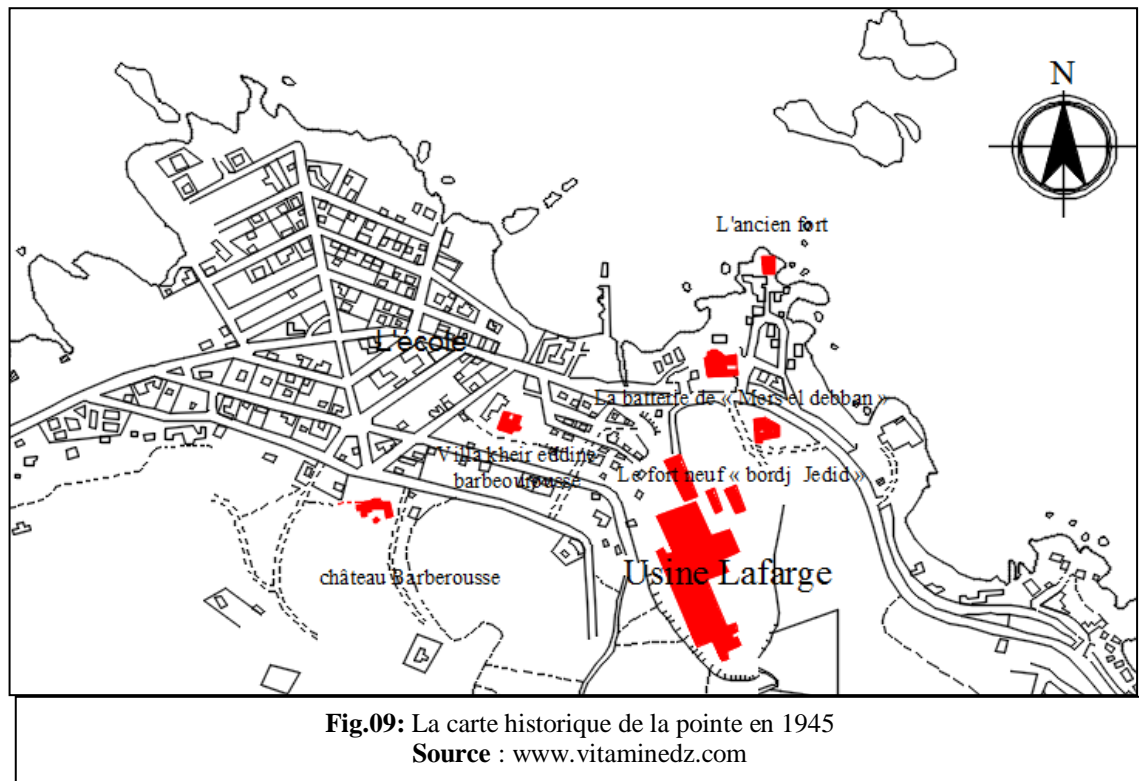 N
L'ancien fort
L'école
La batterie de « Mers el debban »
Villa kheir eddine
barbeourousse
Le fort neuf « bordj Jedid »
Usine Lafarge
château Barberousse
Fig.09: La carte historique de la pointe en 1945
Source : www.vitaminedz.com